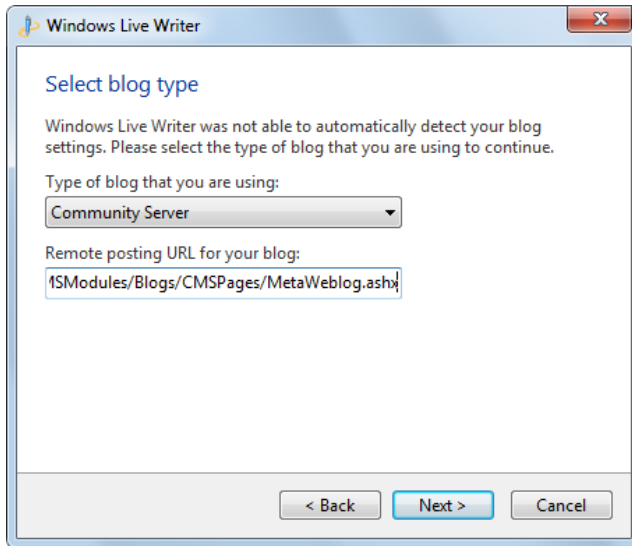 Windows Live Writer
Select blog type
Windows Live Writer was not able to automatically detect your blog
settings. Please select the type of blog that you are using to continue.
Type of blog that you are using:
Community Server
Remote posting URL for your blog:
MSModules/Blogs/CMSPages/MetaWeblog.ashx
< Back
Next >
Cancel